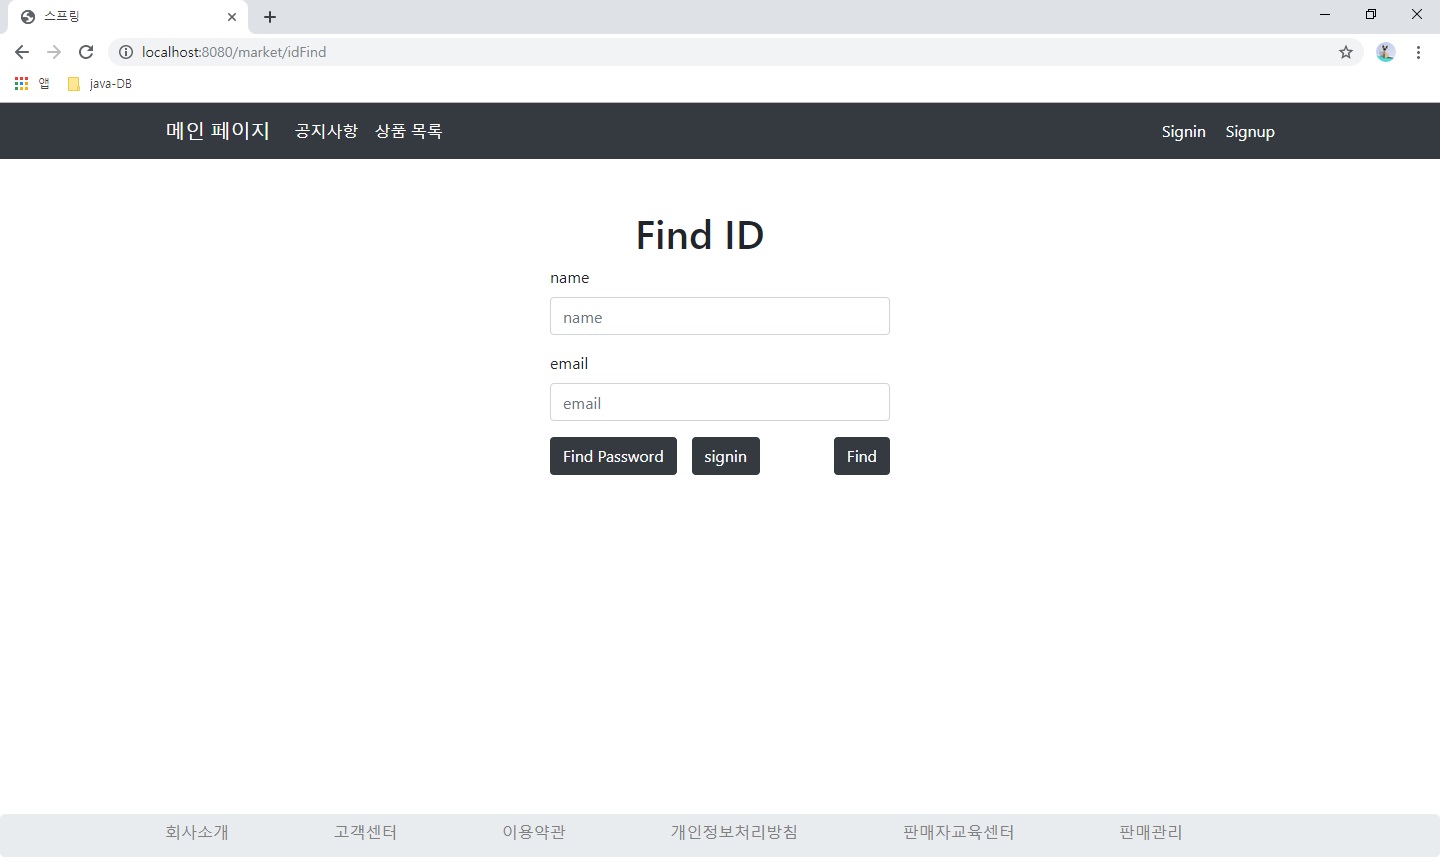 스프링
localhost:8080/market/idFind
앱 java-DB
메인 페이지 공지사항 상품 목록 Signin Signup
Find ID
name
name
email
email
Find Password signin Find
회사소개 고객센터 이용약관 개인정보처리방침 판매자교육센터 판매관리